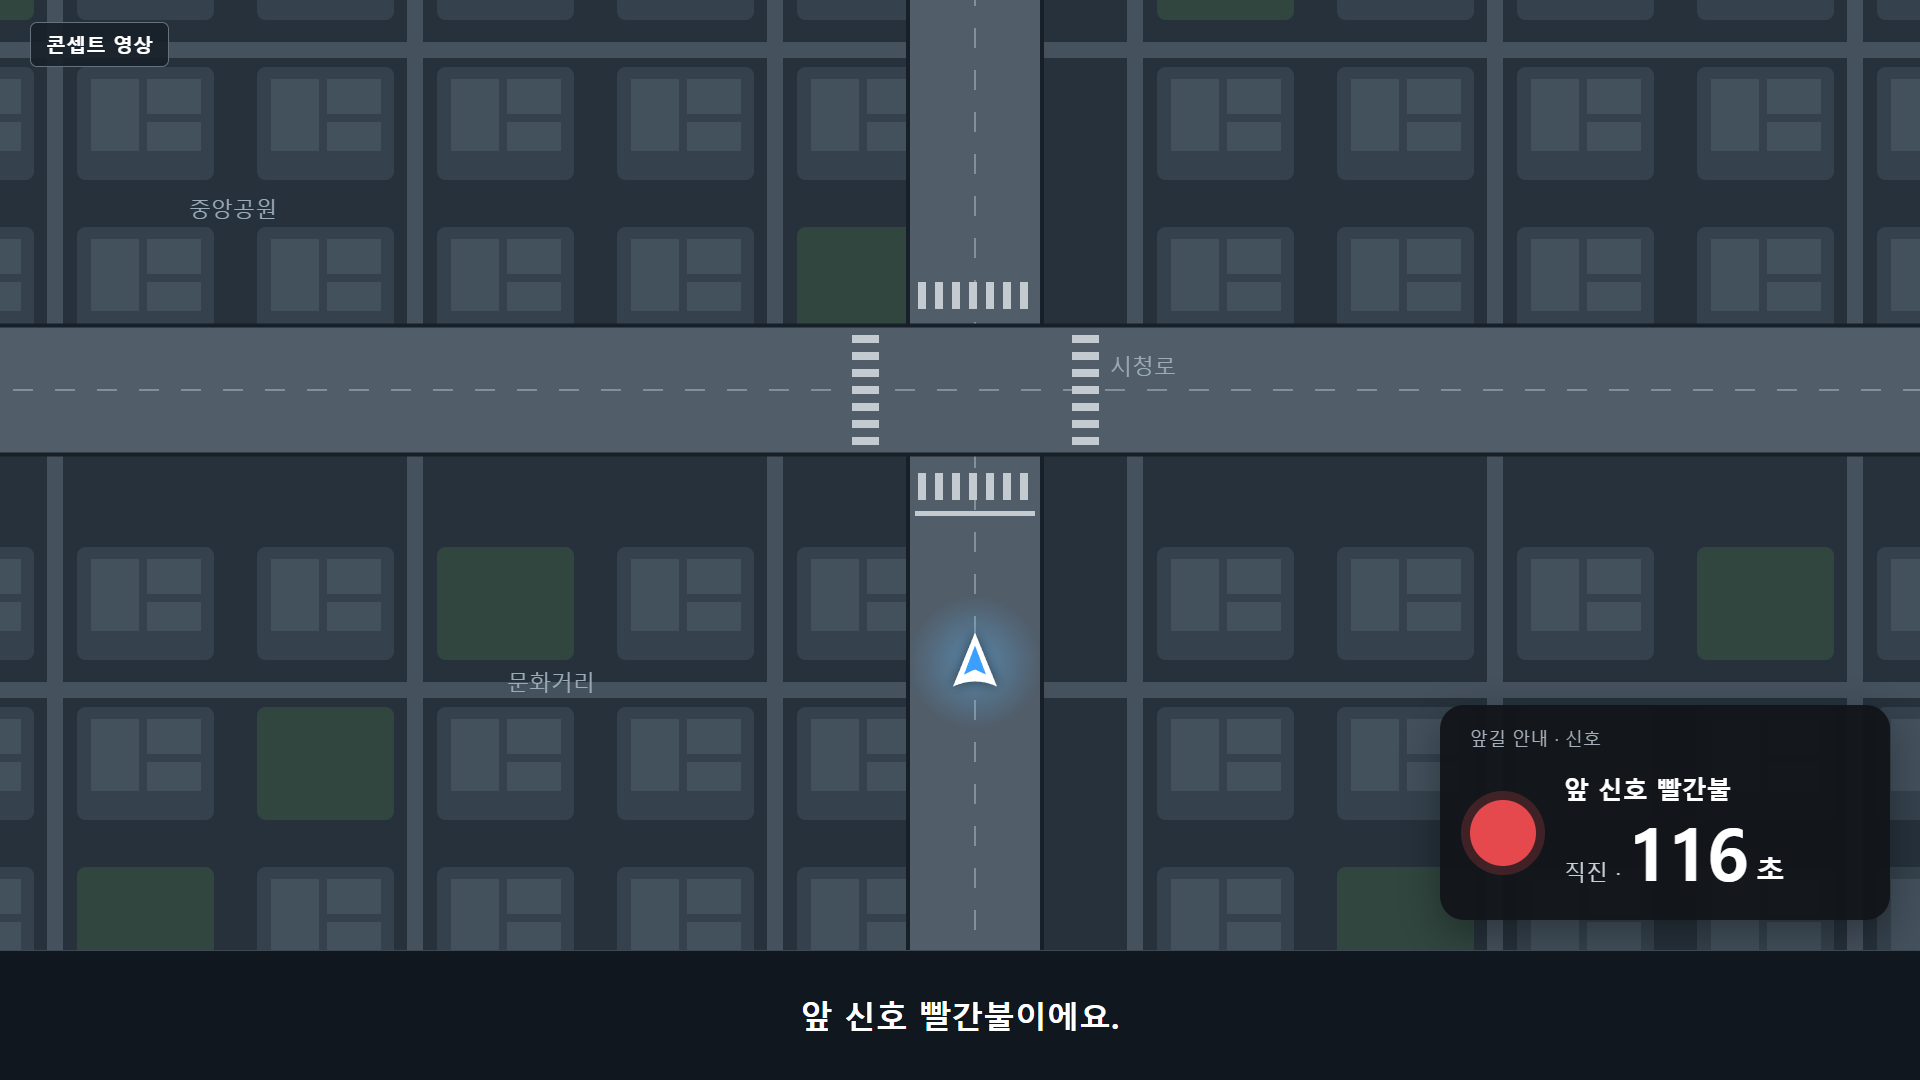 콘셉트 영상
중앙공원
시청로
문화거리
앞길 안내 · 신호
앞 신호 빨간불
직진 · 116 초
앞 신호 빨간불이에요.